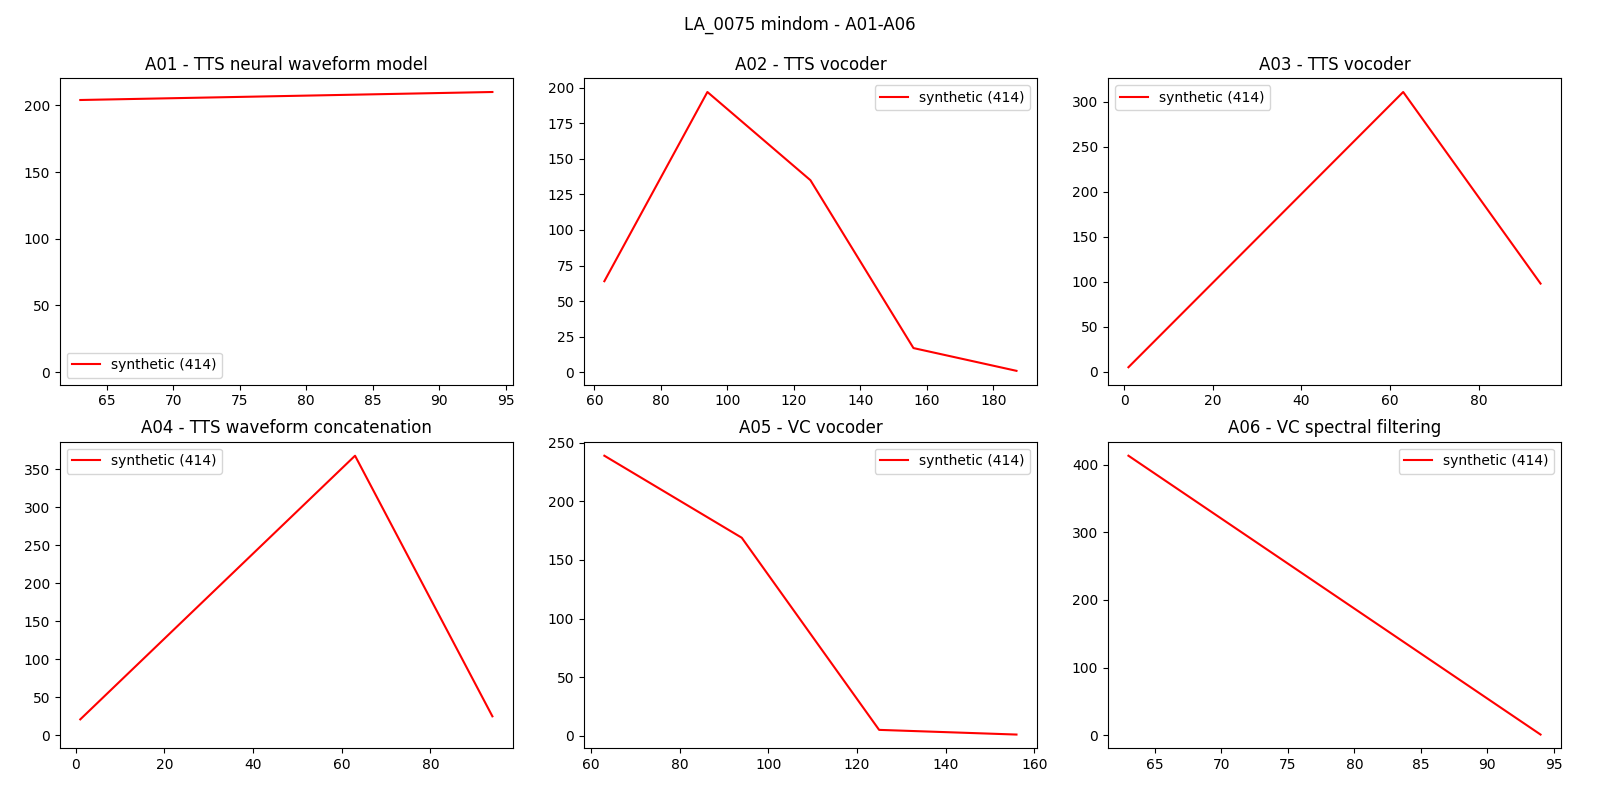 LA_0075 mindom - A01-A06
A01 - TTS neural waveform model
200
150
100
50
0
synthetic (414)
65 70 75 80 85 90 95
A02 - TTS vocoder
synthetic (414)
200
175
150
125
100
75
50
25
0
60 80 100 120 140 160 180
A03 - TTS vocoder
synthetic (414)
300
250
200
150
100
50
0
0 20 40 60 80
A04 - TTS waveform concatenation
synthetic (414)
350
300
250
200
150
100
50
0
0 20 40 60 80
A05 - VC vocoder
250
synthetic (414)
200
150
100
50
0
60 80 100 120 140 160
A06 - VC spectral filtering
synthetic (414)
400
300
200
100
0
65 70 75 80 85 90 95